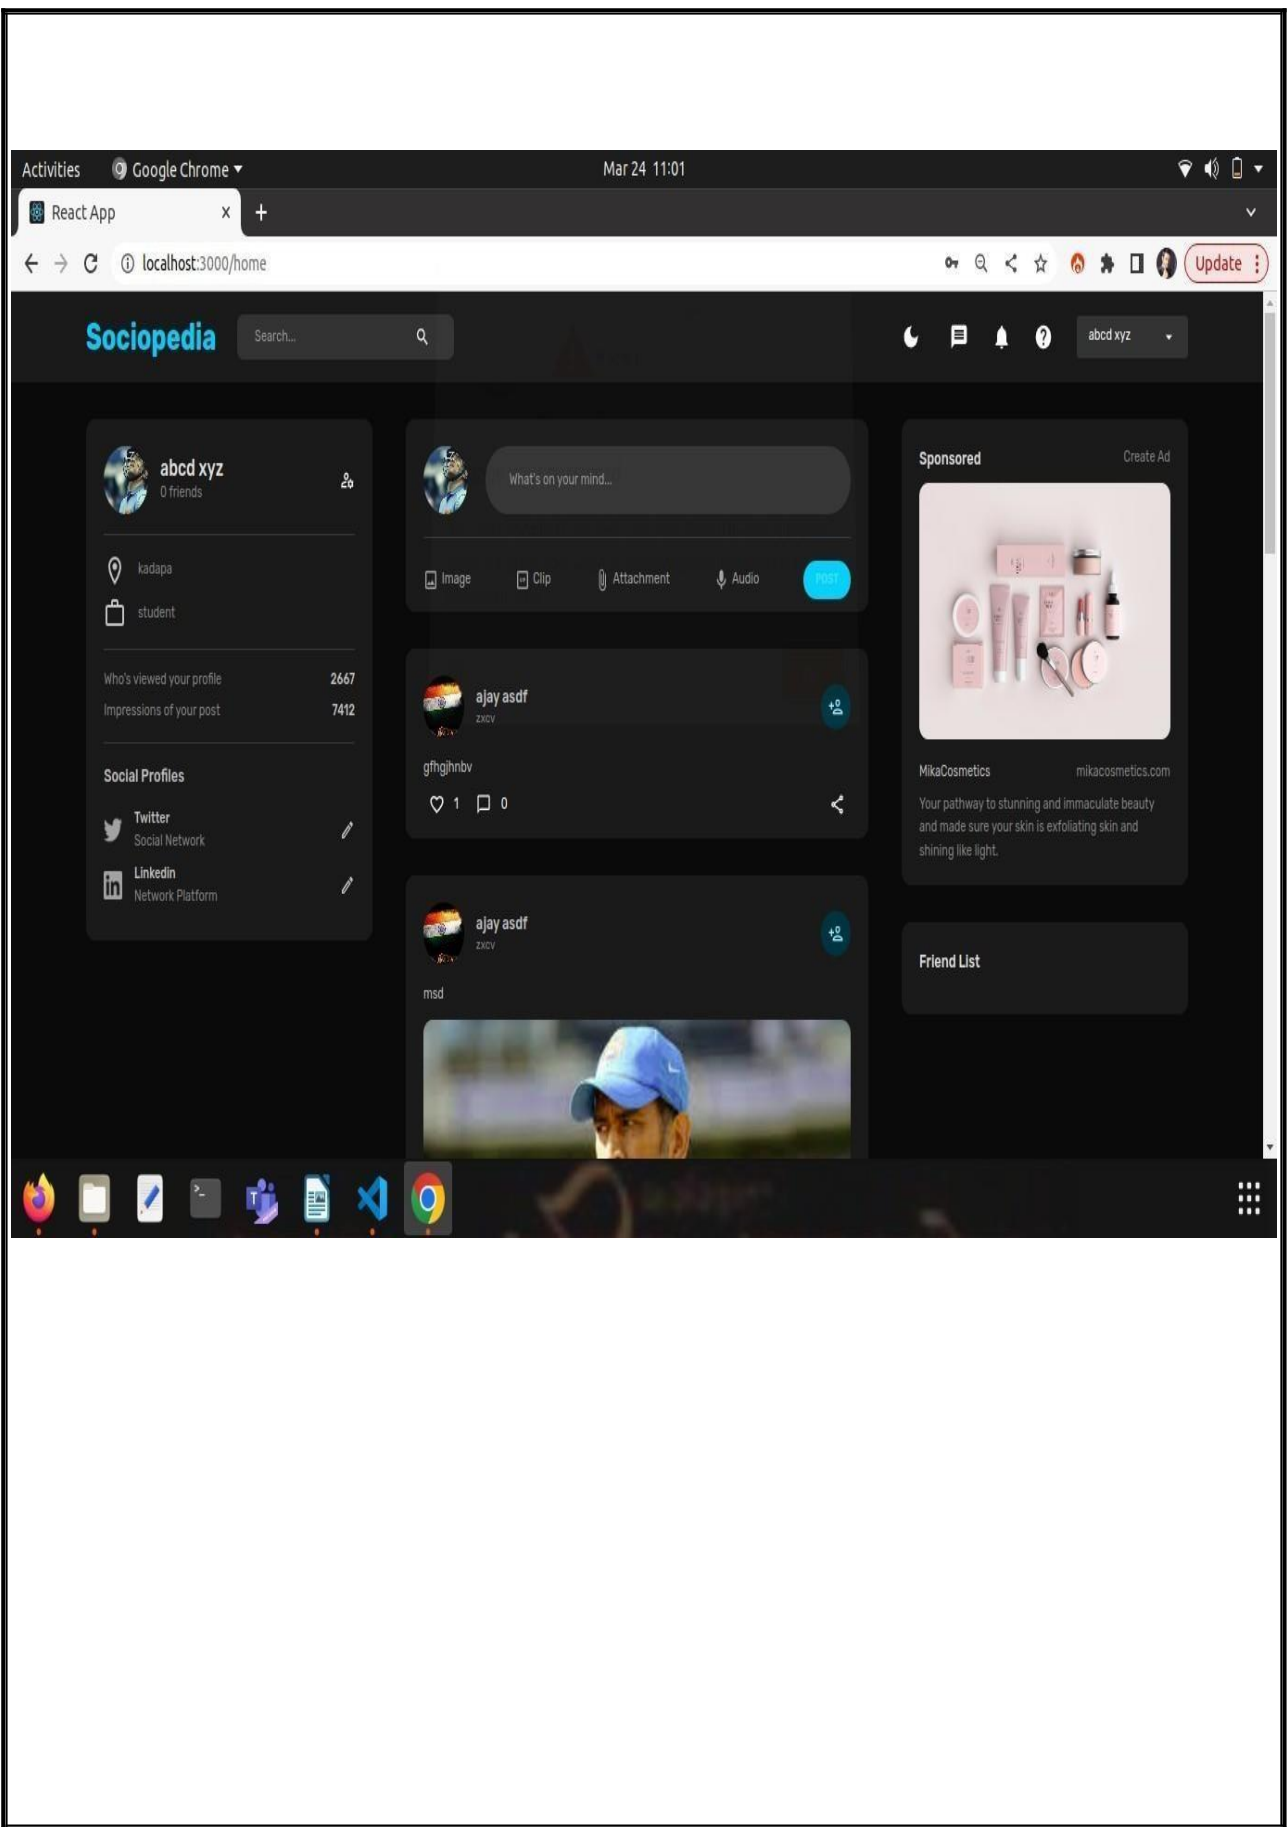 Activities Google Chrome Mar 24 11:01
React App
localhost:3000/home Update
Sociopedia Search... abcd xyz
abcd xyz
0 friends
kadapa
student
Who's viewed your profile 2667
Impressions of your post 7412
Social Profiles
Twitter
Social Network
Linkedin
Network Platform
What's on your mind...
Image Clip Attachment Audio POST
ajay asdf
zxcv
gfhgjhnbv
1 0
ajay asdf
zxcv
msd
Sponsored Create Ad
MikaCosmetics mikacosmetics.com
Your pathway to stunning and immaculate beauty
and made sure your skin is exfoliating skin and
shining like light.
Friend List